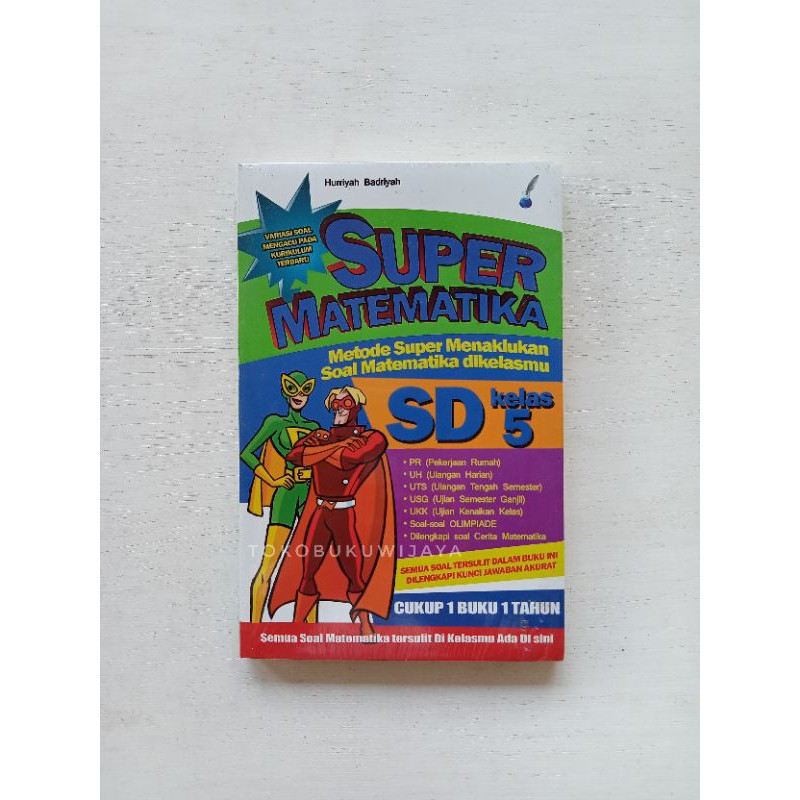 Hurriyah Badriyah
VARIASI SOAL
MENGACU PADA
KURIKULUM
TERBARU
SUPER
MATEMATIKA
Metode Super Menaklukan
Soal Matematika dikelasmu
SD kelas 5
• PR (Pekerjaan Rumah)
• UH (Ulangan Harian)
• UTS (Ulangan Tengah Semester)
• USG (Ujian Semester Ganjil)
• UKK (Ujian Kenaikan Kelas)
• Soal-soal OLIMPIADE
• Dilengkapi soal Cerita Matematika
TOKOBUKUWIJAYA
SEMUA SOAL TERSULIT DALAM BUKU INI
DILENGKAPI KUNCI JAWABAN AKURAT
CUKUP 1 BUKU 1 TAHUN
Semua Soal Matematika tersulit Di Kelasmu Ada Di sini